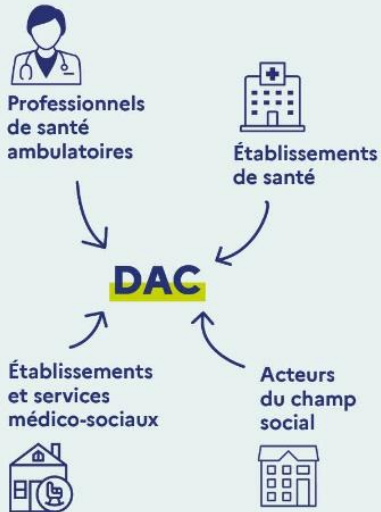 Professionnels
de santé
ambulatoires
Établissements
de santé
DAC
Établissements
et services
médico-sociaux
Acteurs
du champ
social